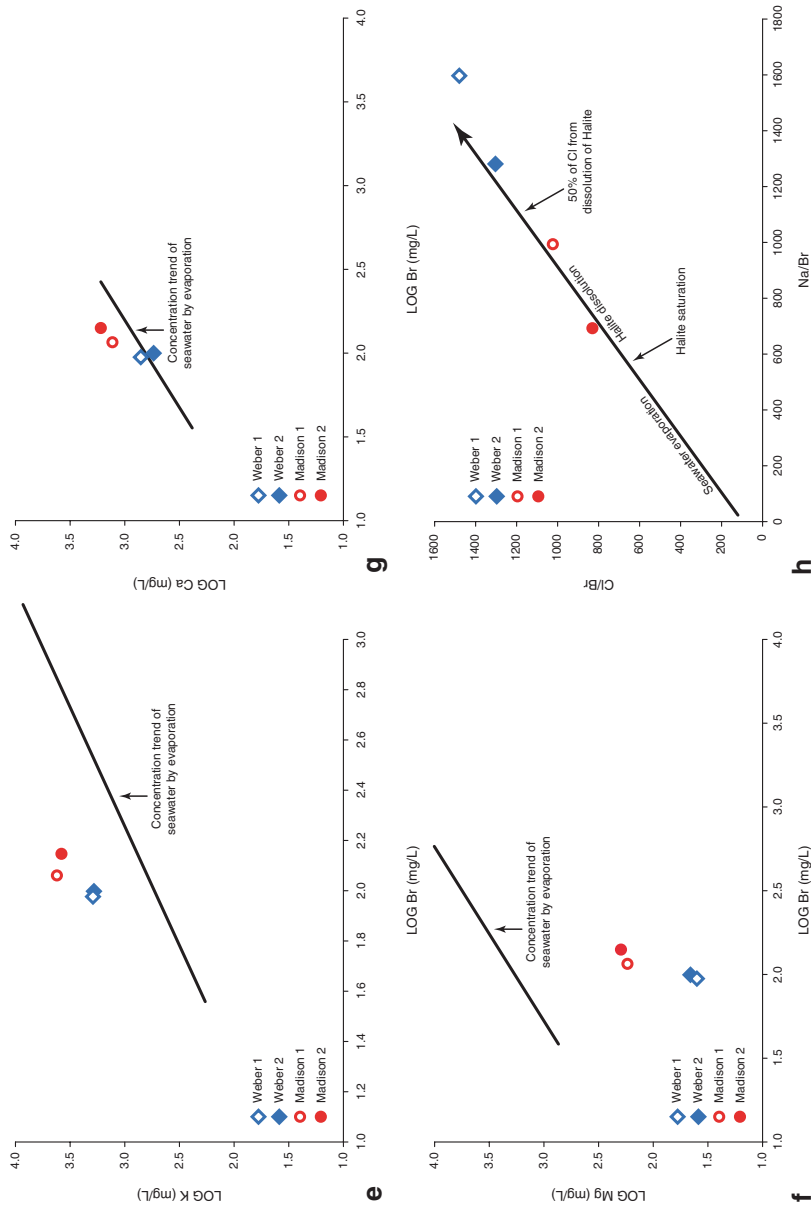 4.0
3.5
3.0
2.5
2.0
1.5
1.0
LOG K (mg/L)
Concentration trend of
seawater by evaporation
Weber 1
Weber 2
Madison 1
Madison 2
1.0
1.2
1.4
1.6
1.8
2.0
2.2
2.4
2.6
2.8
3.0
LOG Br (mg/L)
e
4.0
3.5
3.0
2.5
2.0
1.5
1.0
LOG Ca (mg/L)
Concentration trend of
seawater by evaporation
Weber 1
Weber 2
Madison 1
Madison 2
1.0
1.5
2.0
2.5
3.0
3.5
4.0
LOG Br (mg/L)
g
4.0
3.5
3.0
2.5
2.0
1.5
1.0
LOG Mg (mg/L)
Concentration trend of
seawater by evaporation
Weber 1
Weber 2
Madison 1
Madison 2
1.0
1.5
2.0
2.5
3.0
3.5
4.0
LOG Br (mg/L)
f
1600
1400
1200
1000
800
600
400
200
0
Cl/Br
Weber 1
Weber 2
Madison 1
Madison 2
Seawater evaporation
Halite dissolution
Halite saturation
50% of Cl from
dissolution of Halite
0
200
400
600
800
1000
1200
1400
1600
1800
Na/Br
h